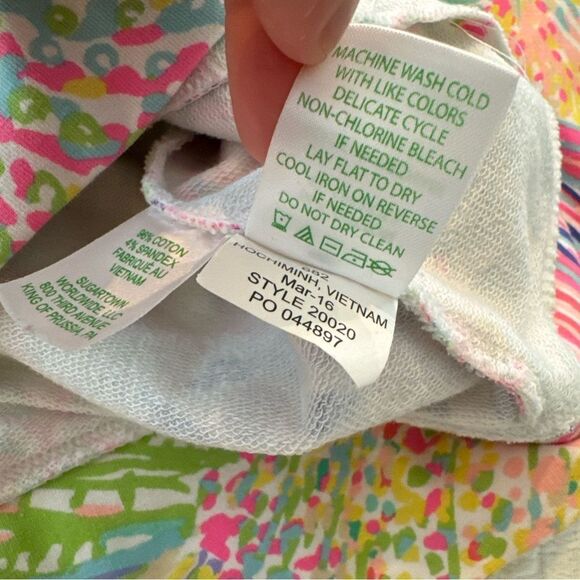 MACHINE WASH COLD
WITH LIKE COLORS
DELICATE CYCLE
NON-CHLORINE BLEACH
IF NEEDED
LAY FLAT TO DRY
COOL IRON ON REVERSE
IF NEEDED
DO NOT DRY CLEAN
96% COTTON
4% SPANDEX
FABRIQUÉ AU
VIETNAM
SUGARTOWN
WORLDWIDE LLC
800 THIRD AVENUE
KING OF PRUSSIA, PA
HOCHIMINH, VIETNAM
Mar-16
STYLE 20020
PO 044897